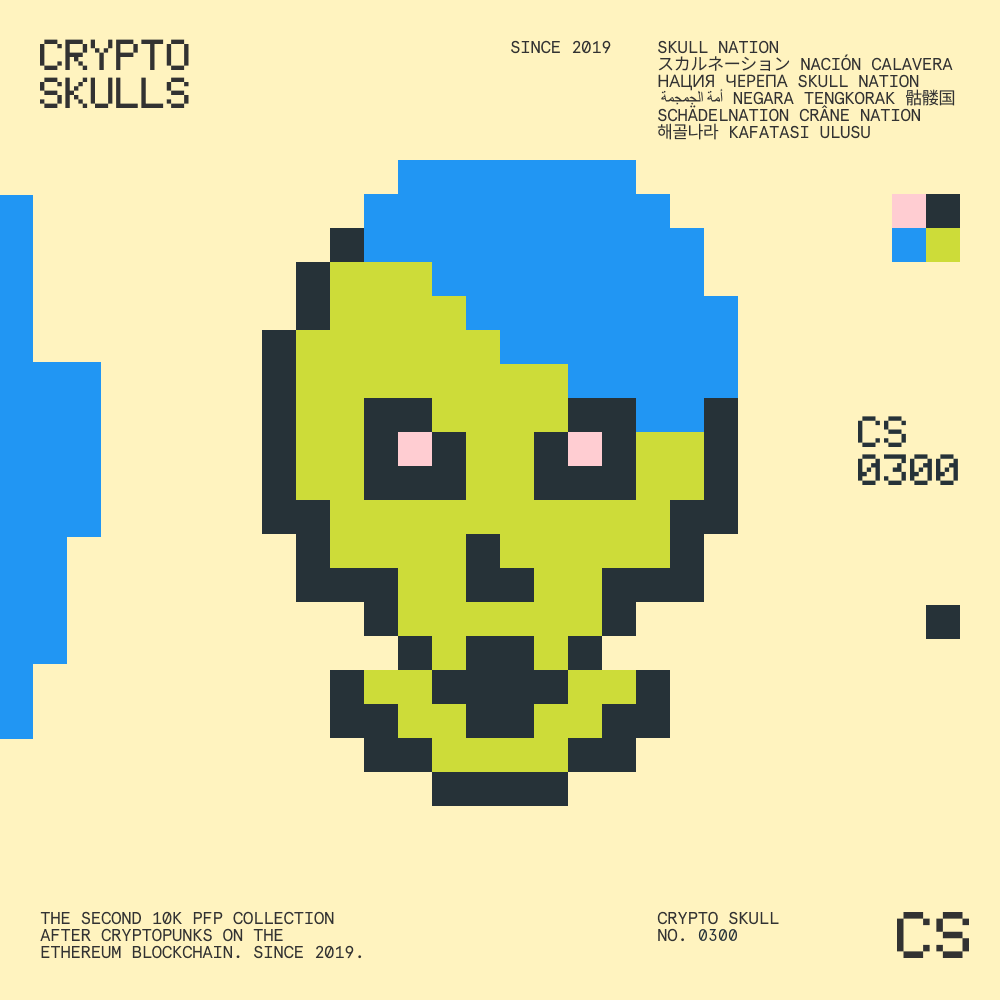 CRYPTO
SKULLS
SINCE 2019
SKULL NATION
スカルネーション NACIÓN CALAVERA
НАЦИЯ ЧЕРЕПА SKULL NATION
أمة الجمجمة NEGARA TENGKORAK 骷髅国
SCHÄDELNATION CRÂNE NATION
해골나라 KAFATASI ULUSU
CS
0300
THE SECOND 10K PFP COLLECTION
AFTER CRYPTOPUNKS ON THE
ETHEREUM BLOCKCHAIN. SINCE 2019.
CRYPTO SKULL
NO. 0300
CS